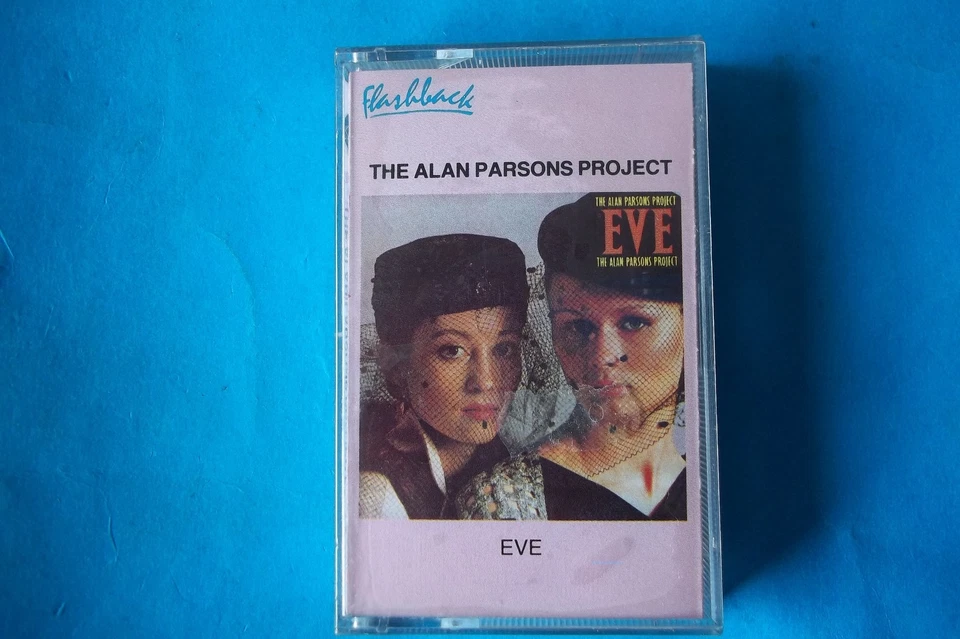 Flashback
THE ALAN PARSONS PROJECT
THE ALAN PARSONS PROJECT
EVE
THE ALAN PARSONS PROJECT
EVE